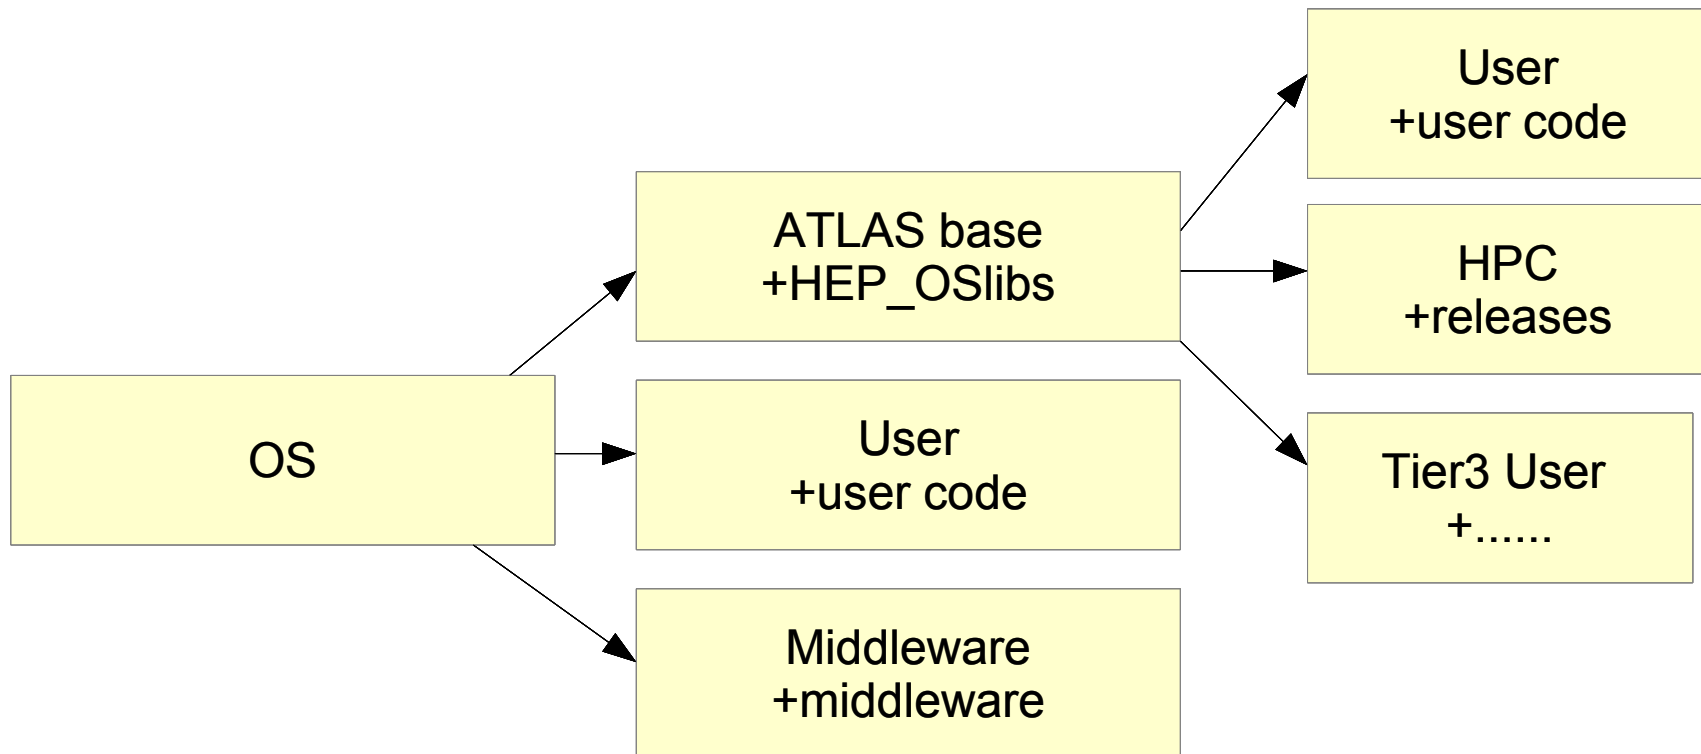 OS
ATLAS base
+HEP_OSlibs
User
+user code
Middleware
+middleware
User
+user code
HPC
+releases
Tier3 User
+......